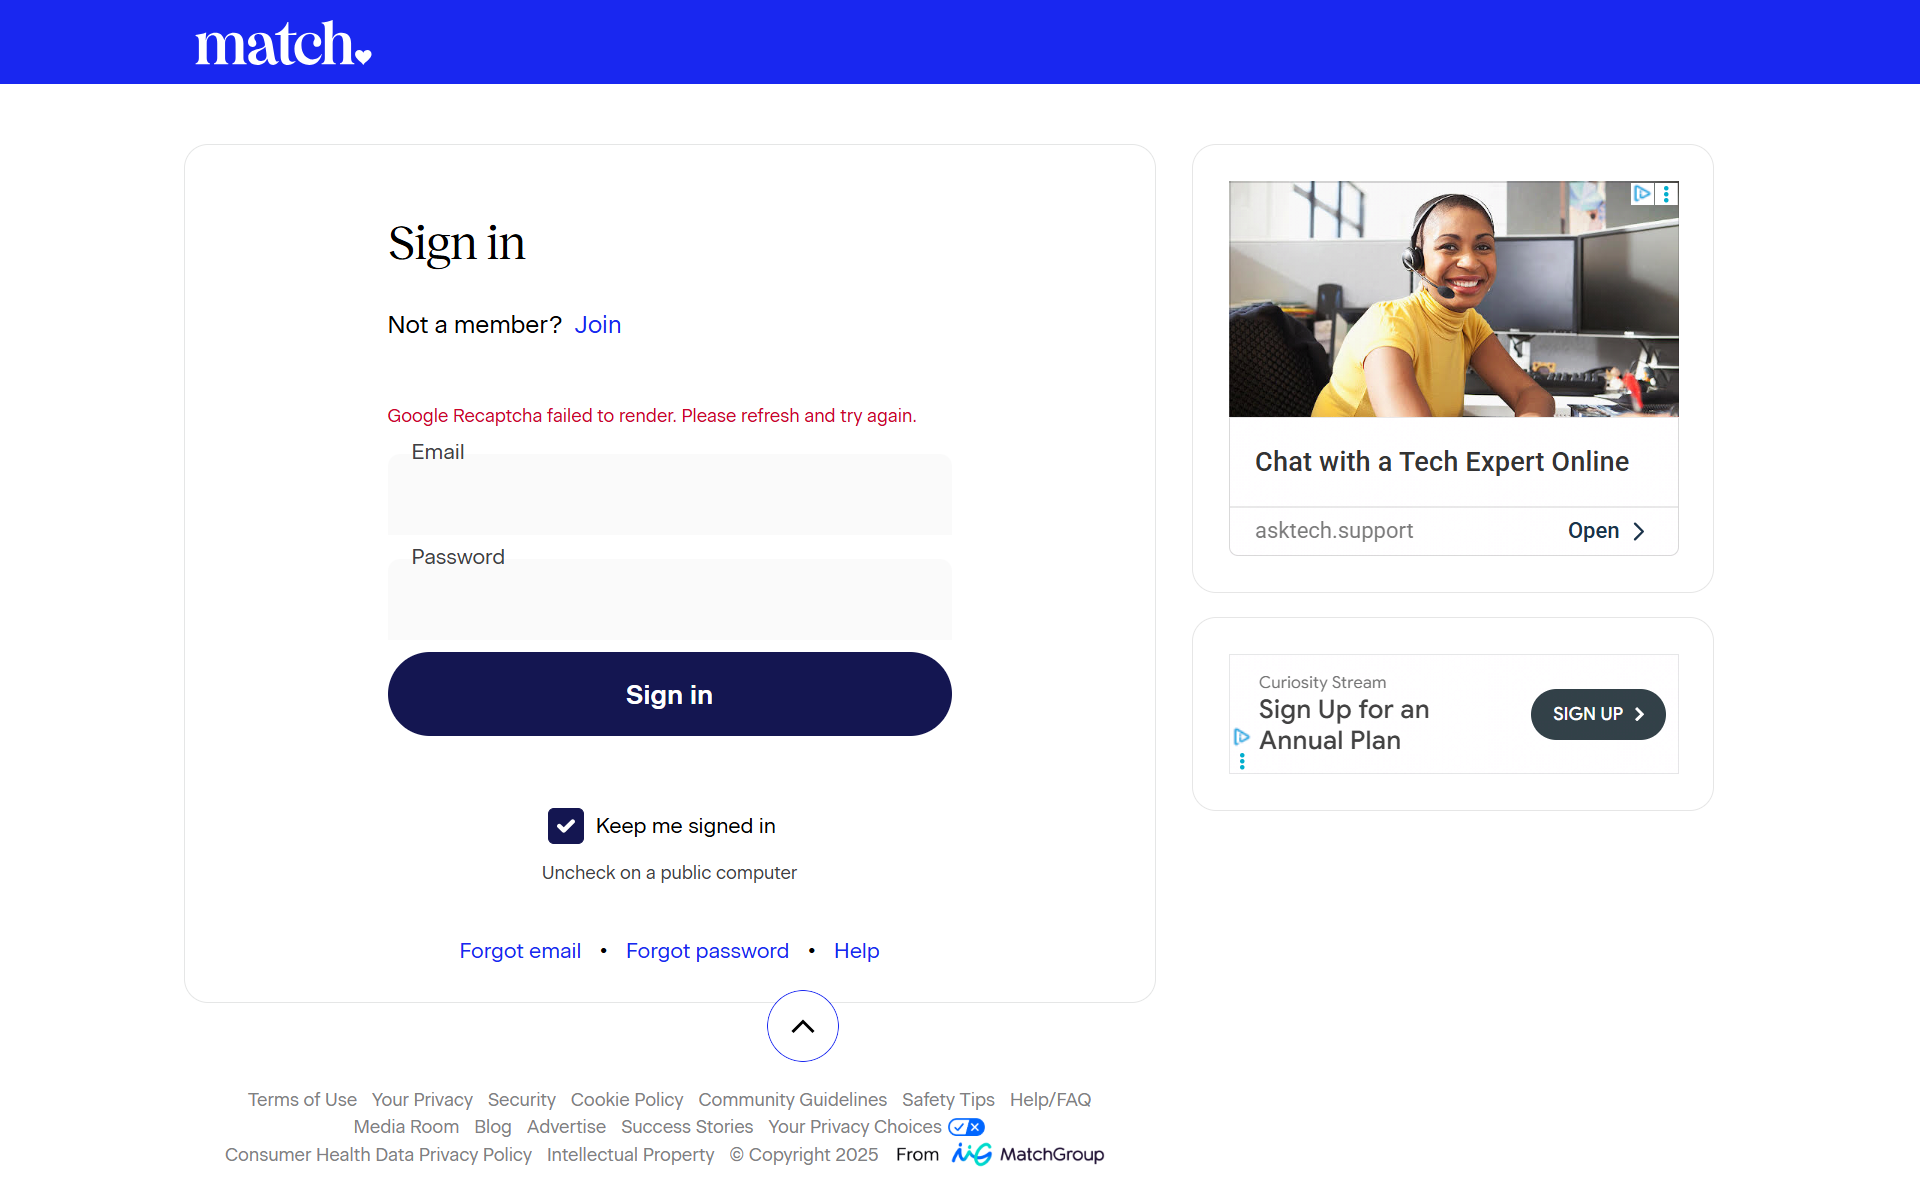 match
Sign in
Not a member? Join
Google Recaptcha failed to render. Please refresh and try again.
Email
Password
Sign in
Keep me signed in
Uncheck on a public computer
Forgot email • Forgot password • Help
Chat with a Tech Expert Online
asktech.support Open
Curiosity Stream
Sign Up for an
Annual Plan
SIGN UP
Terms of Use Your Privacy Security Cookie Policy Community Guidelines Safety Tips Help/FAQ
Media Room Blog Advertise Success Stories Your Privacy Choices
Consumer Health Data Privacy Policy Intellectual Property © Copyright 2025 From MG MatchGroup